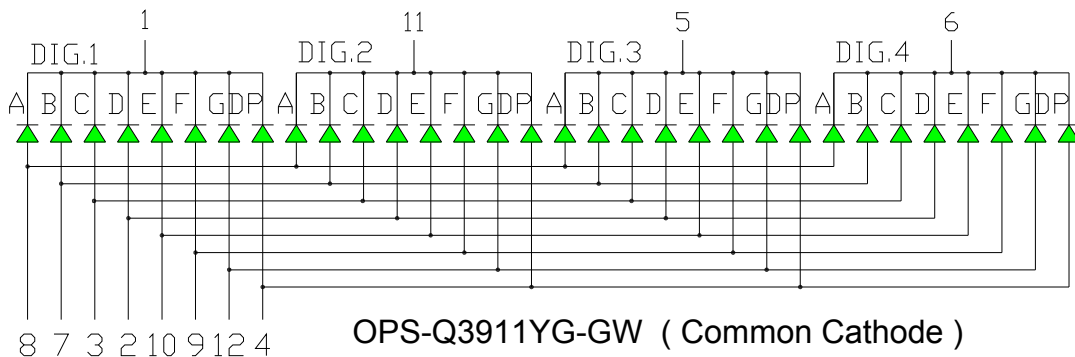 1 11 5 6
DIG.1 DIG.2 DIG.3 DIG.4
A B C D E F G DP A B C D E F G DP A B C D E F G DP A B C D E F G DP
8 7 3 2 10 9 12 4
OPS-Q3911YG-GW ( Common Cathode )